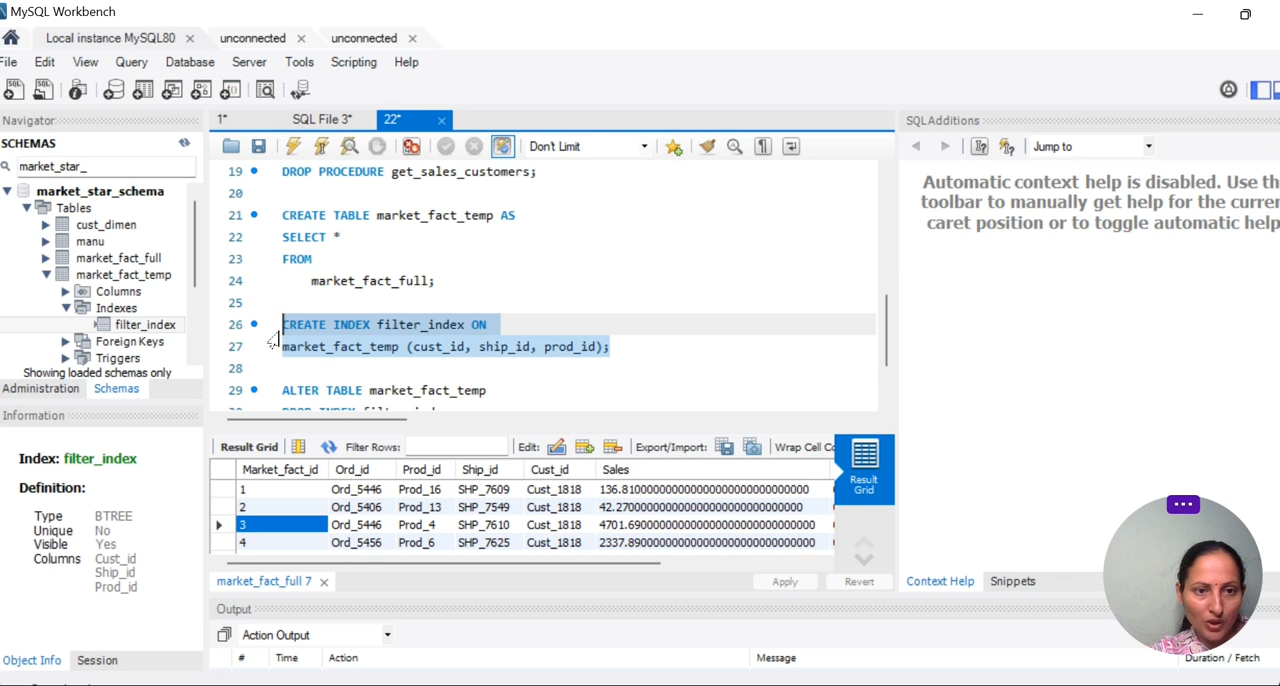 MySQL Workbench
Local instance MySQL80 unconnected unconnected
File Edit View Query Database Server Tools Scripting Help
Navigator
SCHEMAS
market_star_
market_star_schema
Tables
cust_dimen
manu
market_fact_full
market_fact_temp
Columns
Indexes
filter_index
Foreign Keys
Triggers
Showing loaded schemas only
Administration Schemas
Information
Index: filter_index
Definition:
Type BTREE
Unique No
Visible Yes
Columns Cust_id
Ship_id
Prod_id
Object Info Session
1* SQL File 3* 22*
Don't Limit
19 DROP PROCEDURE get_sales_customers;
20
21 CREATE TABLE market_fact_temp AS
22 SELECT *
23 FROM
24 market_fact_full;
25
26 CREATE INDEX filter_index ON
27 market_fact_temp (cust_id, ship_id, prod_id);
28
29 ALTER TABLE market_fact_temp
Result Grid Filter Rows: Edit: Export/Import: Wrap Cell Co
Market_fact_id Ord_id Prod_id Ship_id Cust_id Sales
1 Ord_5446 Prod_16 SHP_7609 Cust_1818 136.810000000000000000000000000000
2 Ord_5406 Prod_13 SHP_7549 Cust_1818 42.270000000000000000000000000000
3 Ord_5446 Prod_4 SHP_7610 Cust_1818 4701.690000000000000000000000000000
4 Ord_5456 Prod_6 SHP_7625 Cust_1818 2337.890000000000000000000000000000
Result
Grid
market_fact_full 7 Apply Revert
Output
Action Output
# Time Action Message Duration / Fetch
SQLAdditions
Jump to
Automatic context help is disabled. Use th
toolbar to manually get help for the curren
caret position or to toggle automatic help
Context Help Snippets